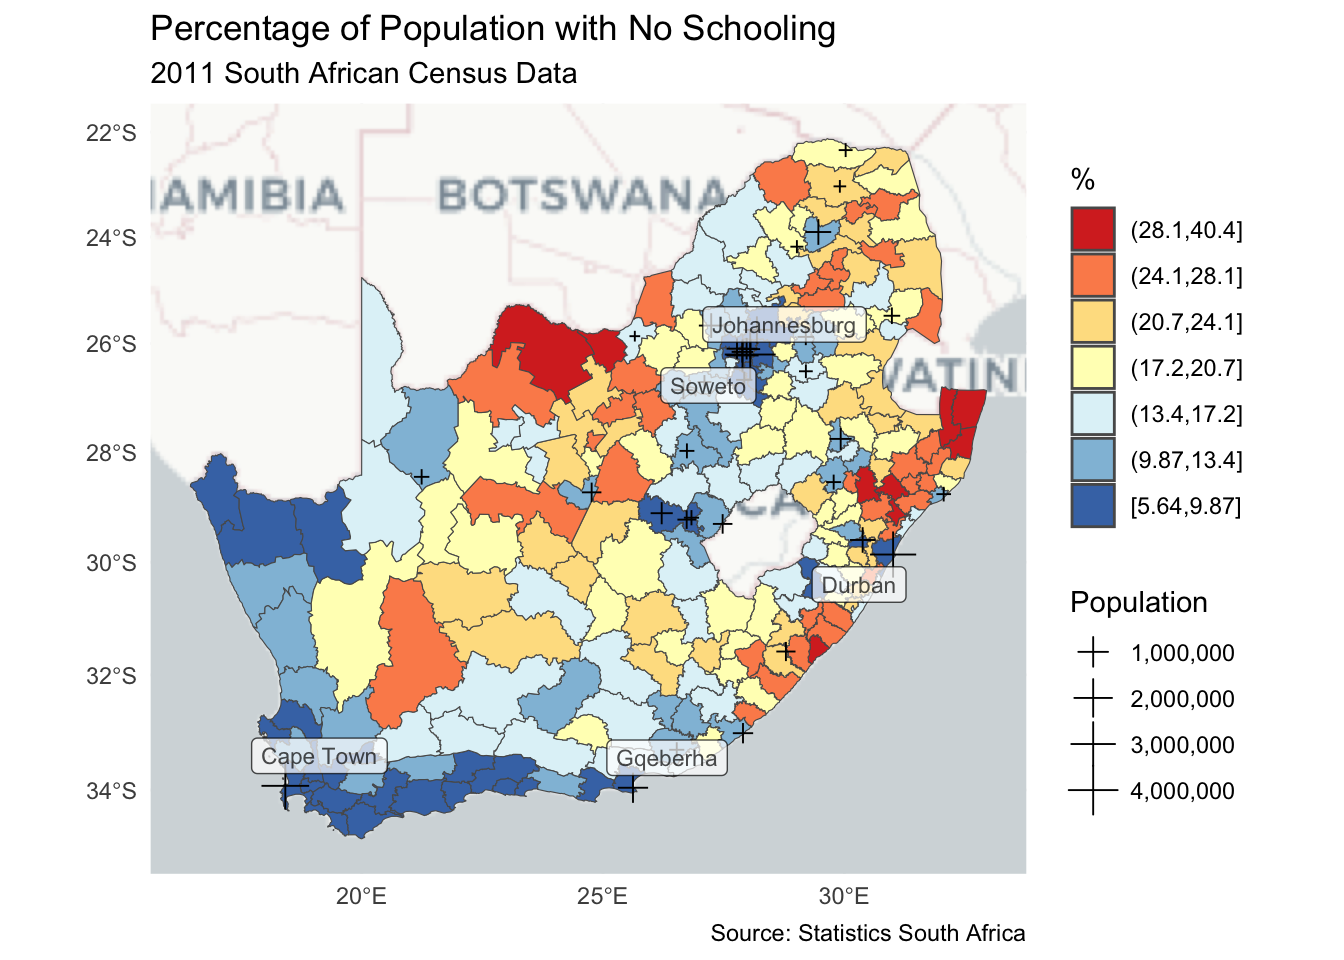 Percentage of Population with No Schooling
2011 South African Census Data
22°S
24°S
26°S
28°S
30°S
32°S
34°S
AMIBIA
BOTSWANA
VATINI
CA
Johannesburg
Soweto
Durban
Cape Town
Gqeberha
20°E
25°E
30°E
%
(28.1,40.4]
(24.1,28.1]
(20.7,24.1]
(17.2,20.7]
(13.4,17.2]
(9.87,13.4]
[5.64,9.87]
Population
1,000,000
2,000,000
3,000,000
4,000,000
Source: Statistics South Africa